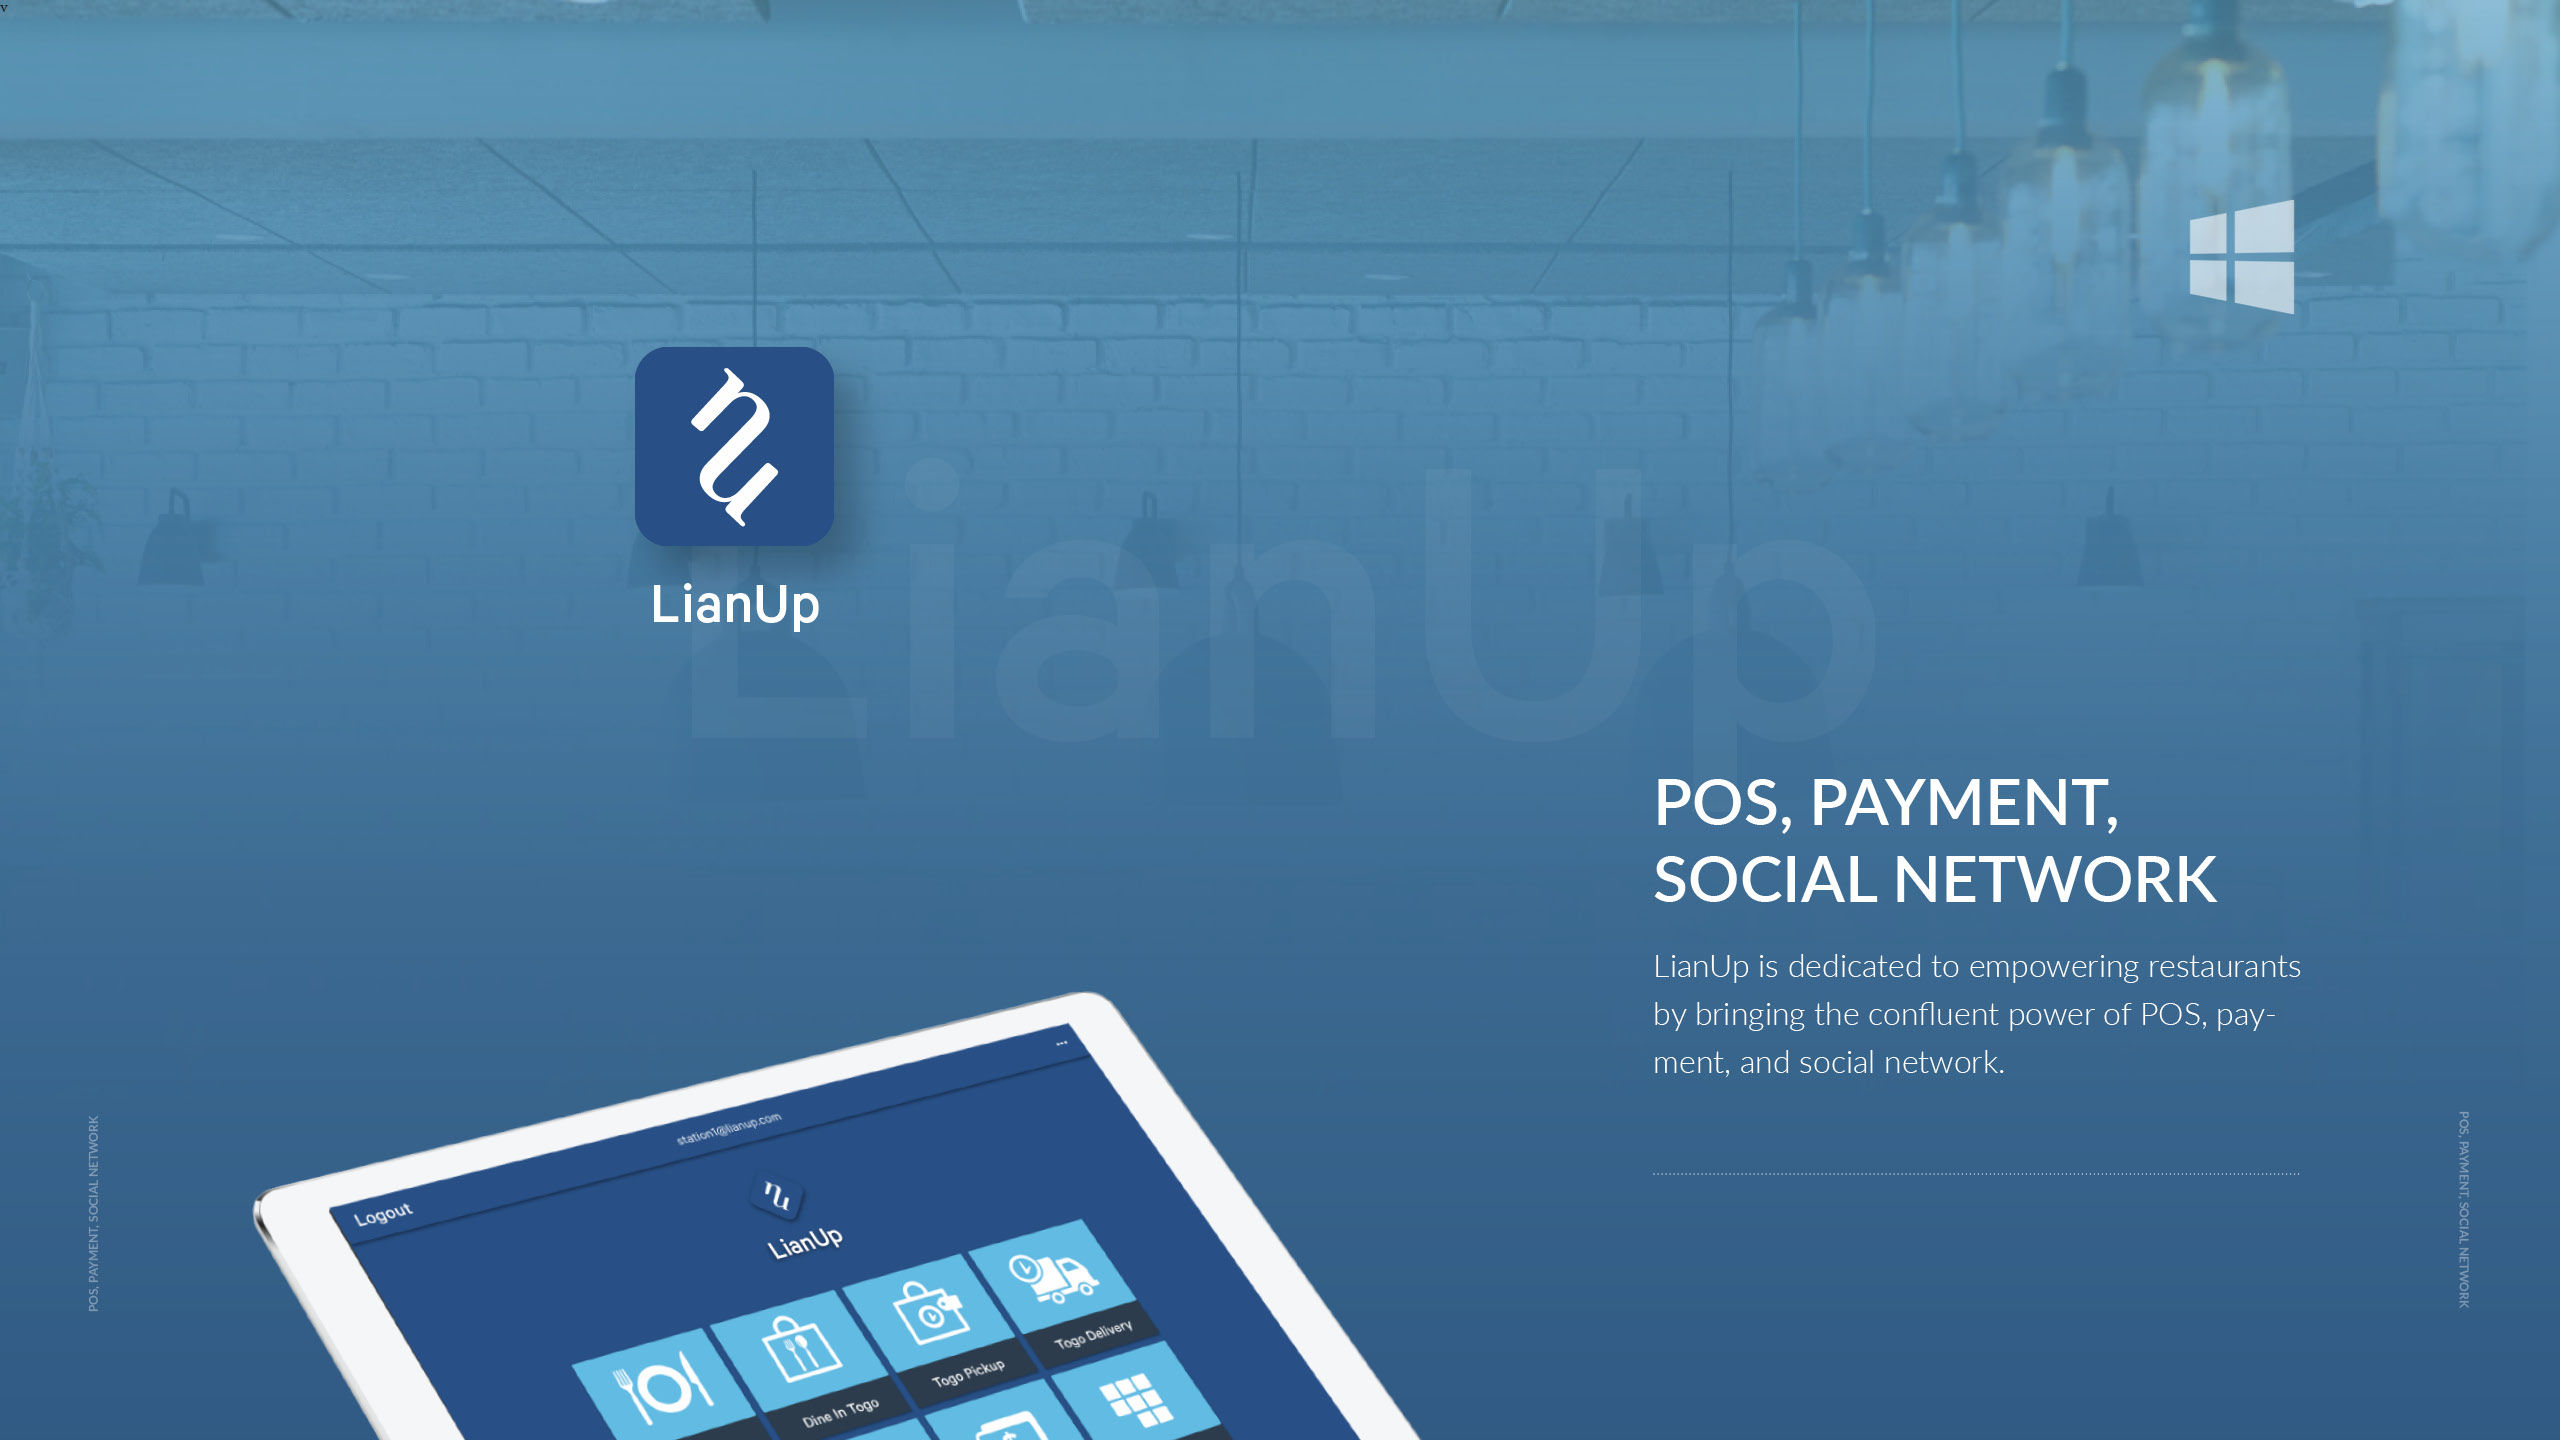 v
LianUp
LianUp
POS, PAYMENT,
SOCIAL NETWORK
LianUp is dedicated to empowering restaurants
by bringing the confluent power of POS, pay-
ment, and social network.
POS, PAYMENT, SOCIAL NETWORK
POS, PAYMENT, SOCIAL NETWORK
station1@lianup.com
Logout
LianUp
Togo Delivery
Togo Pickup
Dine In Togo